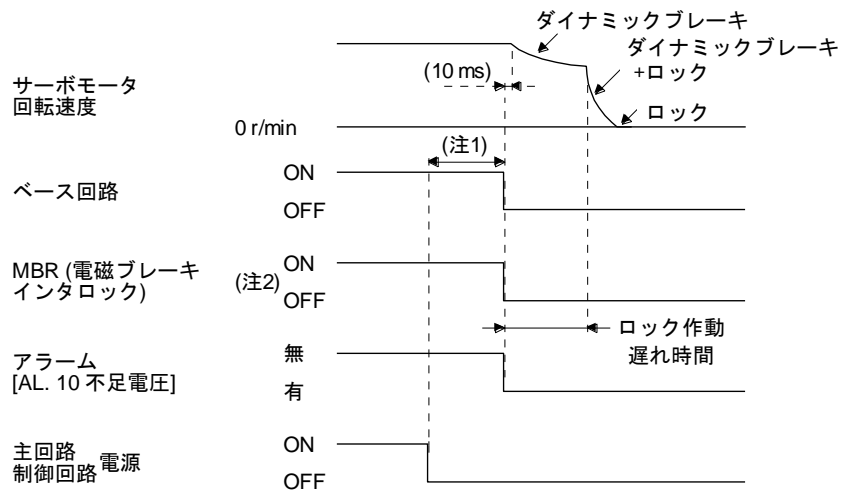 ダイナミックブレーキ
ダイナミックブレーキ
+ロック
ロック
(10 ms)
サーボモータ
回転速度
0 r/min
(注1)
ベース回路
ON
OFF
MBR (電磁ブレーキ
インタロック)
(注2)
ON
OFF
ロック作動
遅れ時間
アラーム
[AL. 10 不足電圧]
無
有
主回路
制御回路
電源
ON
OFF